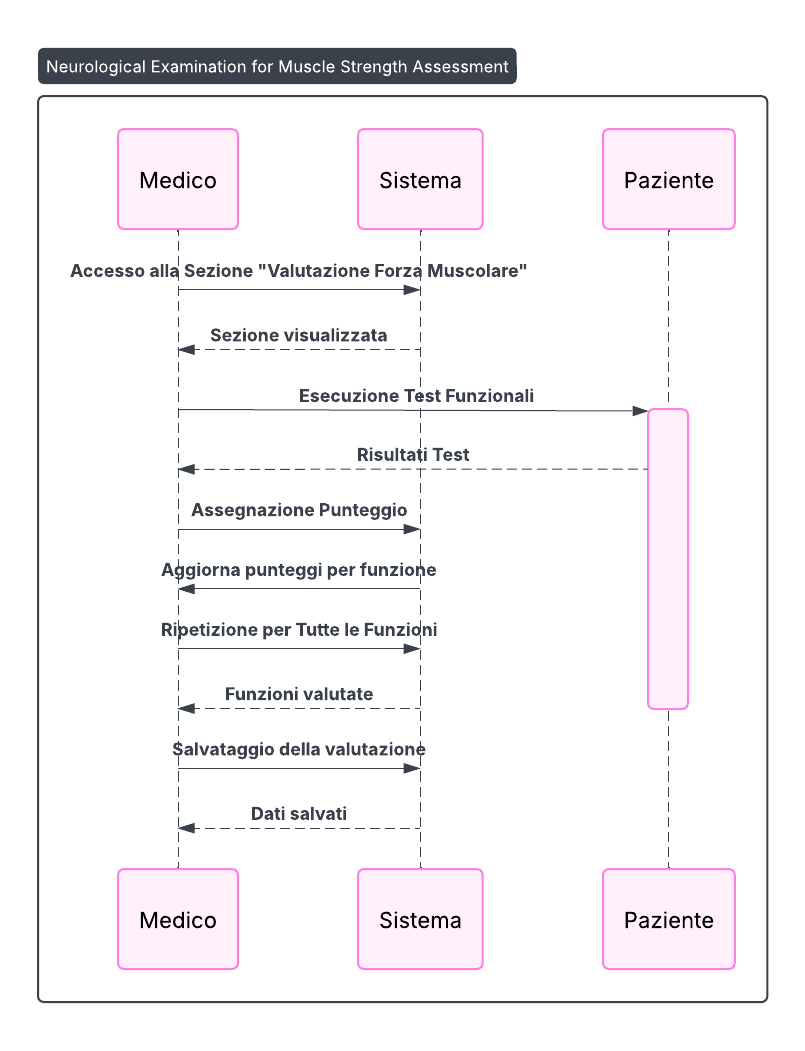 Neurological Examination for Muscle Strength Assessment
Medico
Sistema
Paziente
Accesso alla Sezione "Valutazione Forza Muscolare"
Sezione visualizzata
Esecuzione Test Funzionali
Risultati Test
Assegnazione Punteggio
Aggiorna punteggi per funzione
Ripetizione per Tutte le Funzioni
Funzioni valutate
Salvataggio della valutazione
Dati salvati
Medico
Sistema
Paziente